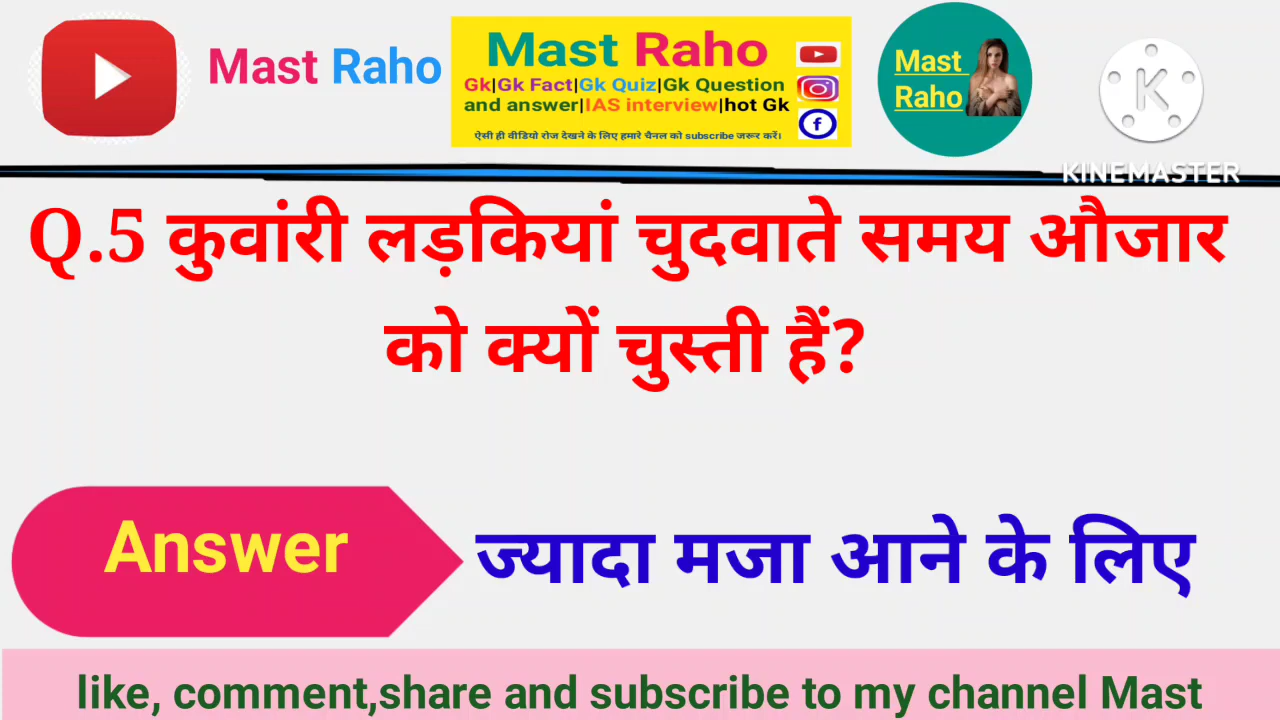 Mast Raho
Mast Raho
Gk|Gk Fact|Gk Quiz|Gk Question
and answer|IAS interview|hot Gk
ऐसी ही वीडियो रोज देखने के लिए हमारे चैनल को subscribe जरूर करें।
Mast
Raho
K
KINEMASTER
Q.5 कुवांरी लड़कियां चुदवाते समय औजार
को क्यों चुस्ती हैं?
Answer
ज्यादा मजा आने के लिए
like, comment,share and subscribe to my channel Mast